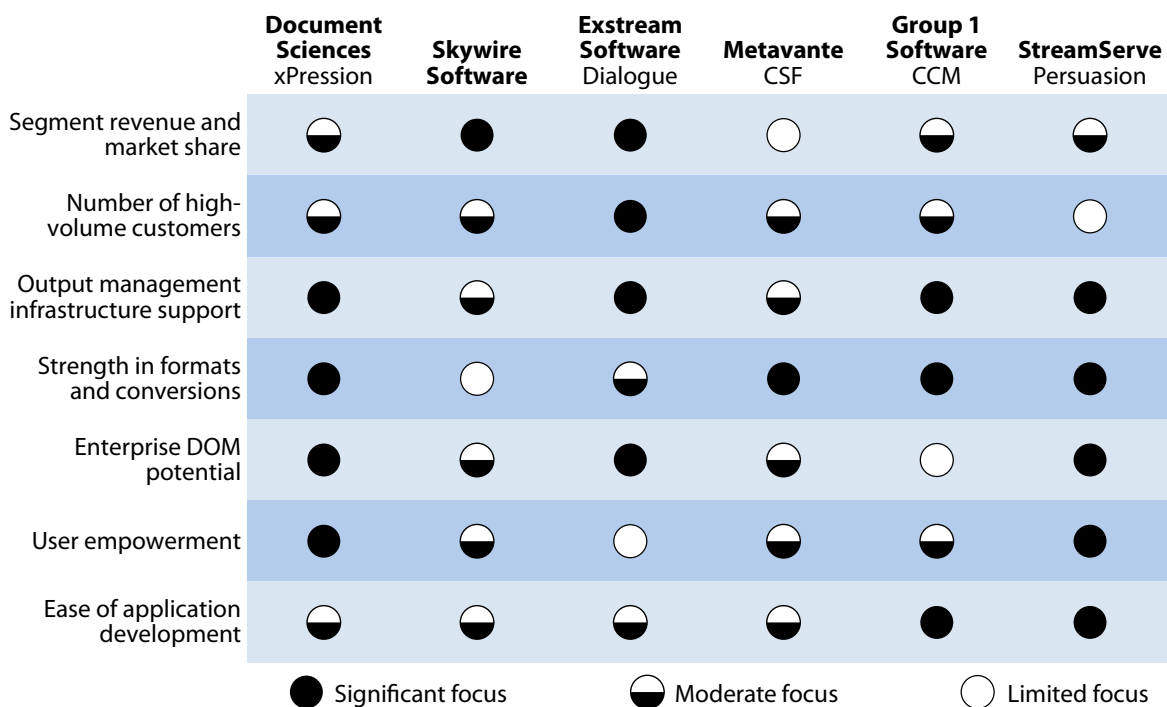 Document
Sciences
xPression
Skywire
Software
Exstream
Software
Dialogue
Metavante
CSF
Group 1
Software
CCM
StreamServe
Persuasion
Segment revenue and
market share
Number of high-
volume customers
Output management
infrastructure support
Strength in formats
and conversions
Enterprise DOM
potential
User empowerment
Ease of application
development
Significant focus
Moderate focus
Limited focus